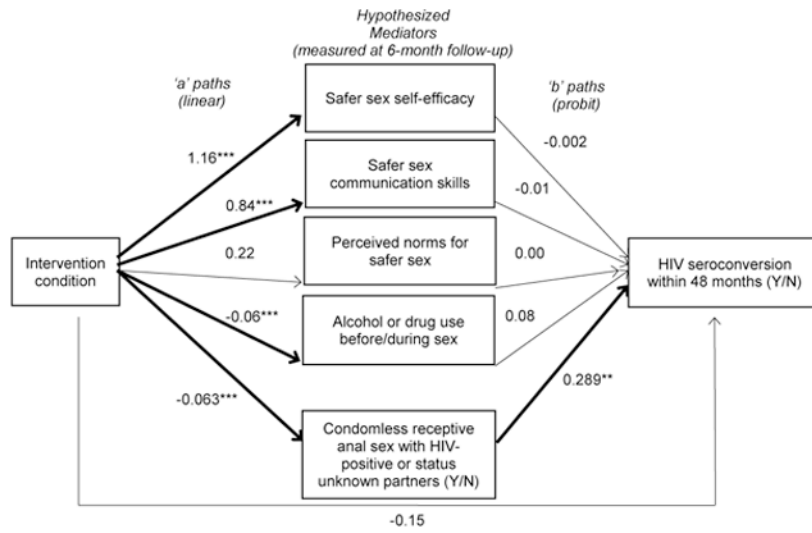 Hypothesized
Mediators
(measured at 6-month follow-up)
'a' paths
(linear)
'b' paths
(probit)
Safer sex self-efficacy
1.16***
-0.002
Safer sex
communication skills
0.84***
-0.01
Perceived norms for
safer sex
0.22
0.00
Intervention
condition
HIV seroconversion
within 48 months (Y/N)
Alcohol or drug use
before/during sex
-0.06***
0.08
-0.063***
0.289**
Condomless receptive
anal sex with HIV-
positive or status
unknown partners (Y/N)
-0.15